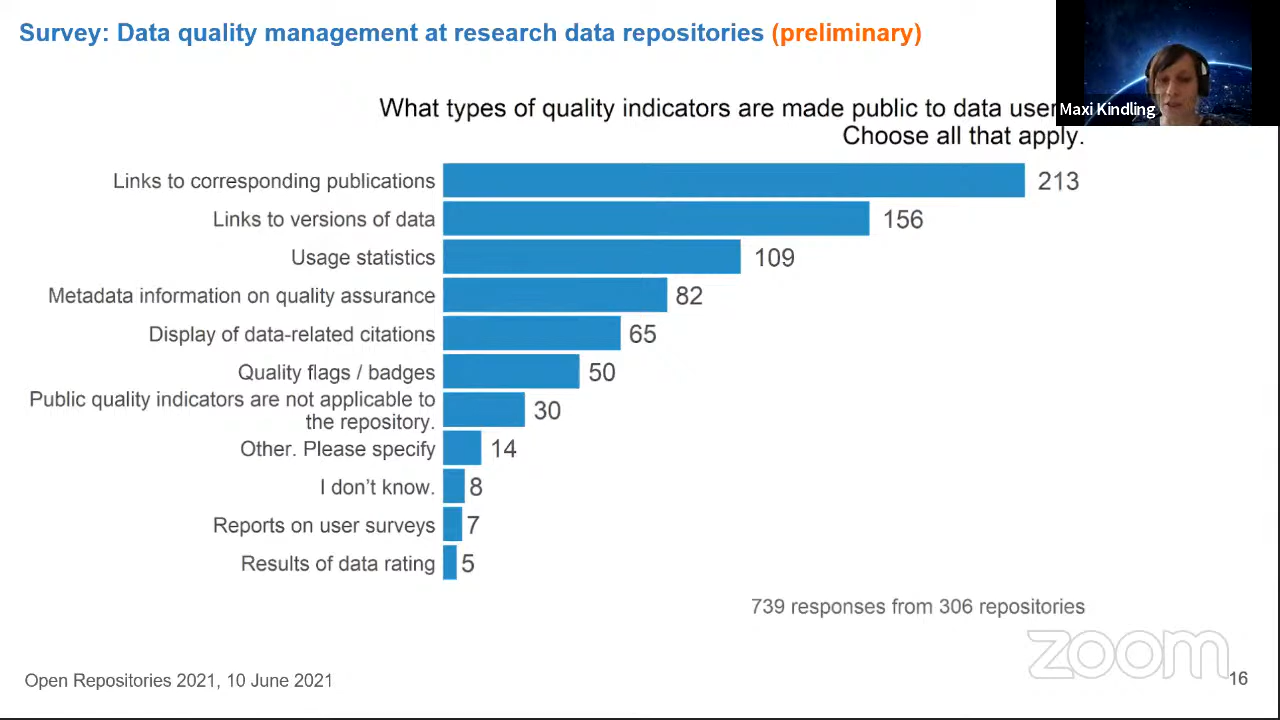 Survey: Data quality management at research data repositories (preliminary)
Maxi Kindling
What types of quality indicators are made public to data user
Choose all that apply.
Links to corresponding publications 213
Links to versions of data 156
Usage statistics 109
Metadata information on quality assurance 82
Display of data-related citations 65
Quality flags / badges 50
Public quality indicators are not applicable to
the repository. 30
Other. Please specify 14
I don’t know. 8
Reports on user surveys 7
Results of data rating 5
739 responses from 306 repositories
zoom
Open Repositories 2021, 10 June 2021 16